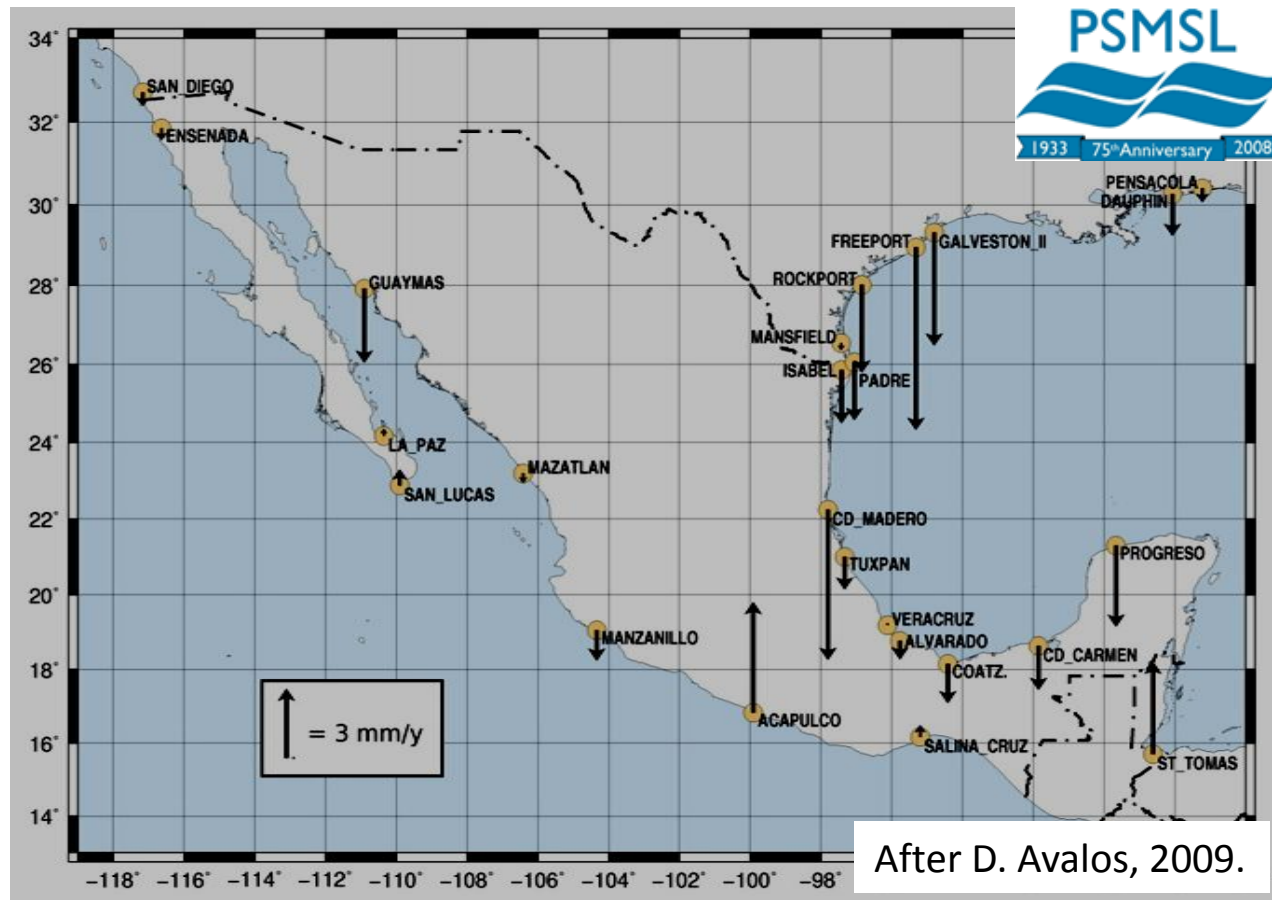 PSMSL
1933 75th Anniversary 2008
34°
32°
30°
28°
26°
24°
22°
20°
18°
16°
14°
SAN_DIEGO
ENSENADA
PENSACOLA
DAUPHIN
FREEPORT
GALVESTON_II
ROCKPORT
GUAYMAS
MANSFIELD
ISABEL
PADRE
LA_PAZ
MAZATLAN
SAN_LUCAS
CD_MADERO
PROGRESO
TUXPAN
VERACRUZ
MANZANILLO
ALVARADO
CD_CARMEN
COATZ.
ACAPULCO
= 3 mm/y
SALINA_CRUZ
ST_TOMAS
After D. Avalos, 2009.
−118° −116° −114° −112° −110° −108° −106° −104° −102° −100° −98°